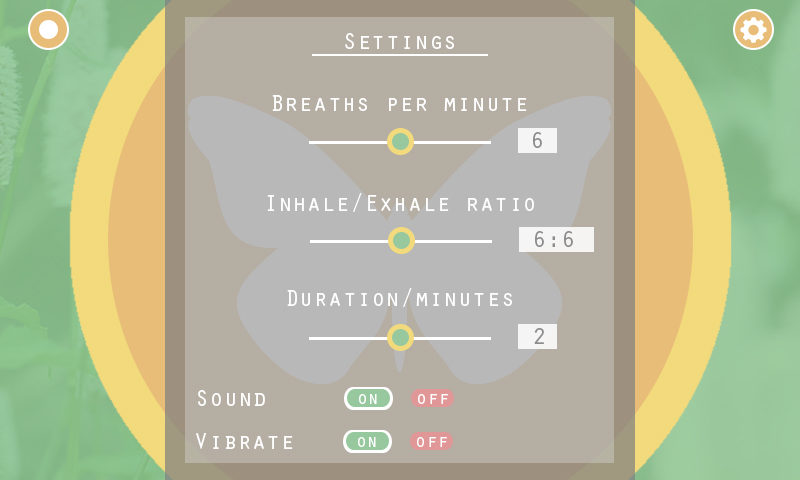 Settings
Breaths per minute
6
Inhale/Exhale ratio
6:6
Duration/minutes
2
Sound ON OFF
Vibrate ON OFF